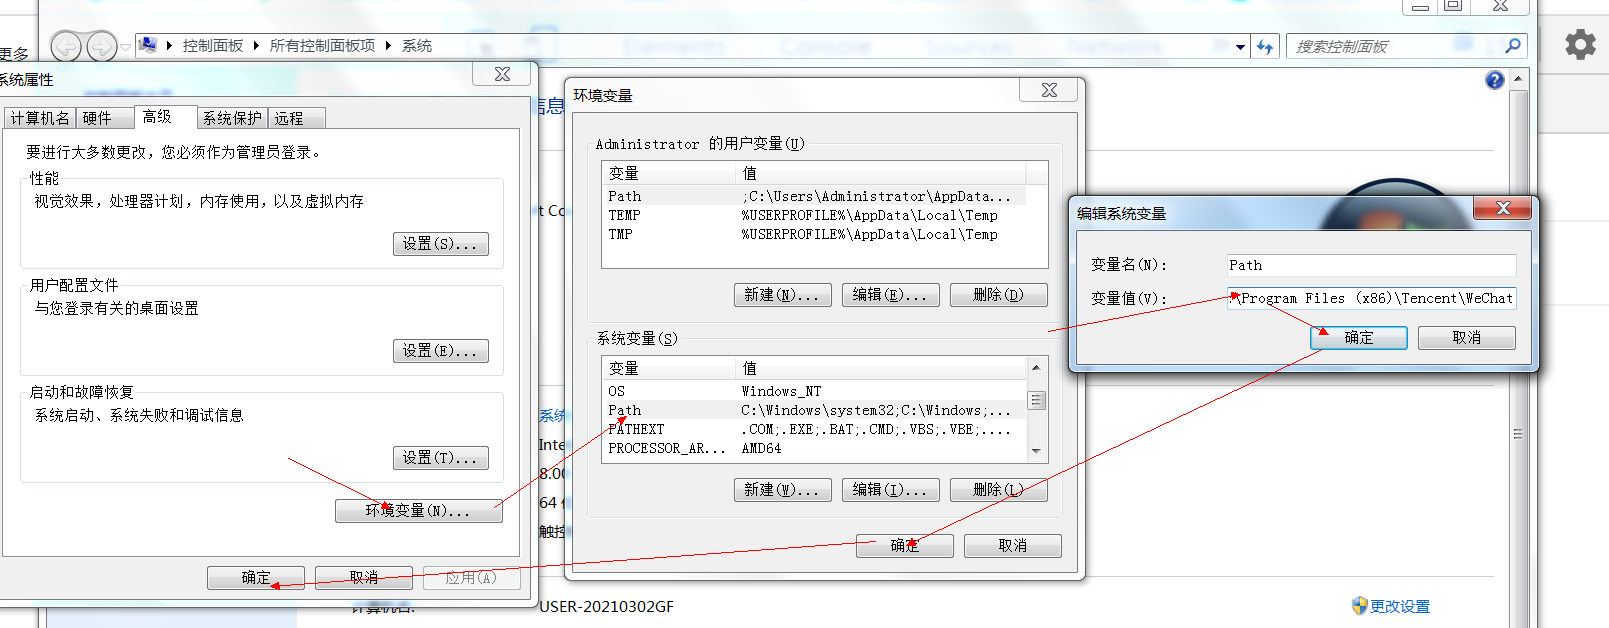 更多
控制面板 ▸ 所有控制面板项 ▸ 系统
搜索控制面板
系统属性
计算机名
硬件
高级
系统保护
远程
要进行大多数更改，您必须作为管理员登录。
性能
视觉效果，处理器计划，内存使用，以及虚拟内存
设置(S)...
用户配置文件
与您登录有关的桌面设置
设置(E)...
启动和故障恢复
系统启动、系统失败和调试信息
设置(T)...
环境变量(N)...
确定
取消
应用(A)
信息
t Co
系统
Inte
8.00
64
触控
环境变量
Administrator 的用户变量(U)
变量 值
Path ;C:\Users\Administrator\AppData...
TEMP %USERPROFILE%\AppData\Local\Temp
TMP %USERPROFILE%\AppData\Local\Temp
新建(N)...
编辑(E)...
删除(D)
系统变量(S)
变量 值
OS Windows_NT
Path C:\Windows\system32;C:\Windows;...
PATHEXT .COM;.EXE;.BAT;.CMD;.VBS;.VBE;....
PROCESSOR_AR... AMD64
新建(W)...
编辑(I)...
删除(L)
确定
取消
编辑系统变量
变量名(N): Path
变量值(V): :\Program Files (x86)\Tencent\WeChat
确定
取消
计算机名: USER-20210302GF
更改设置